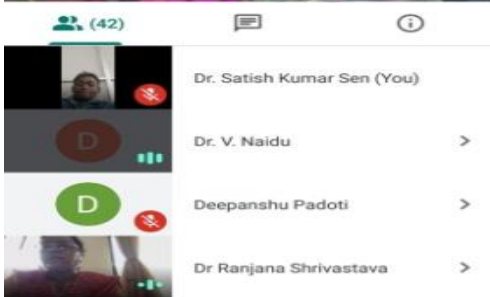 (42)
Dr. Satish Kumar Sen (You)
D
Dr. V. Naidu
D
Deepanshu Padoti
Dr Ranjana Shrivastava